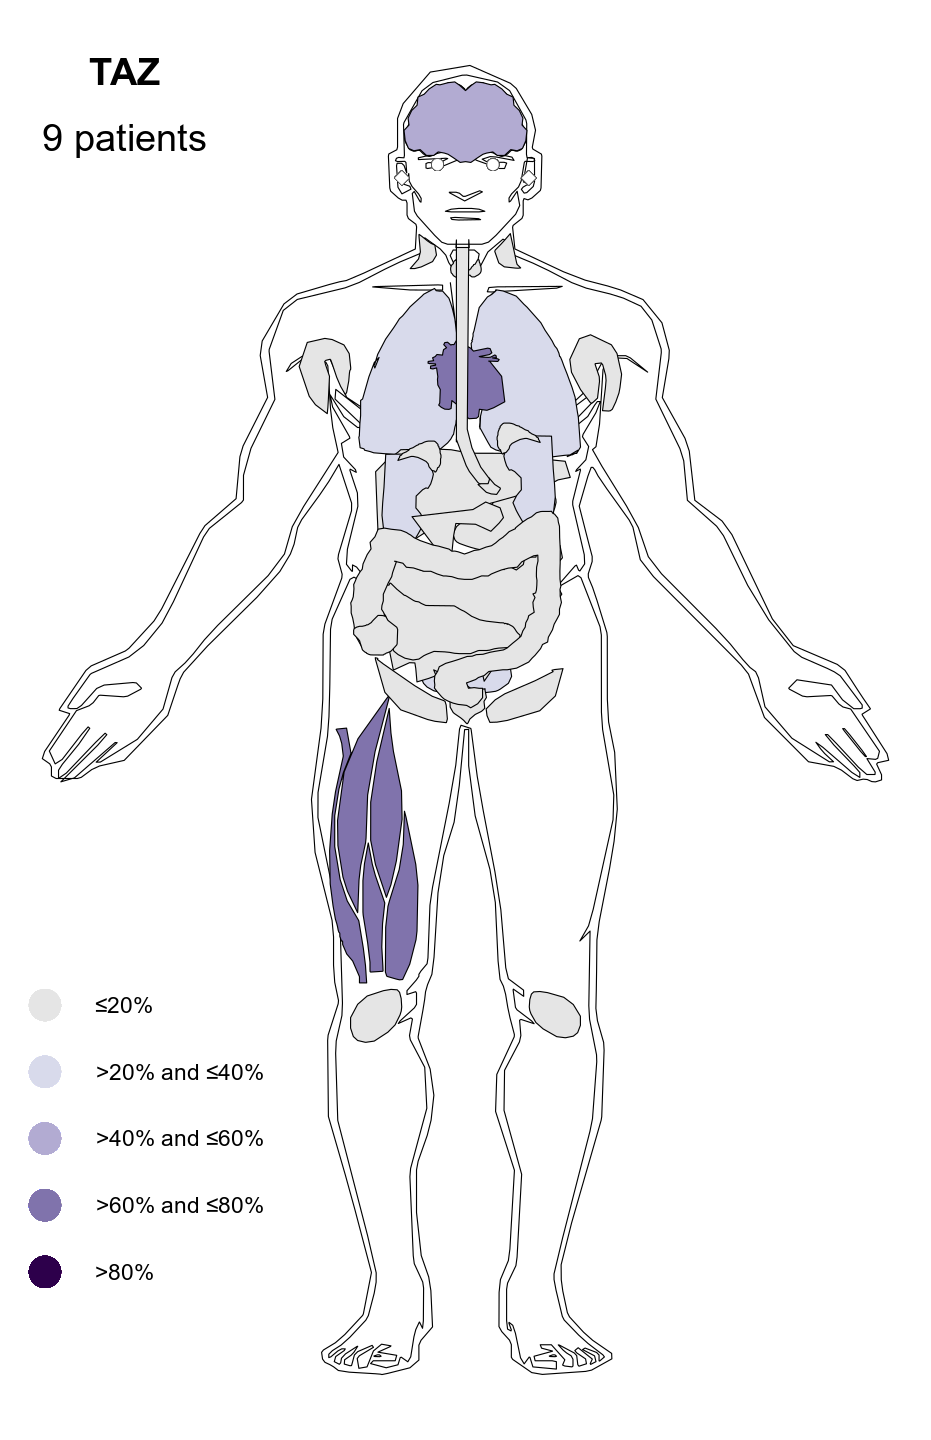 TAZ
9 patients
≤20%
>20% and ≤40%
>40% and ≤60%
>60% and ≤80%
>80%